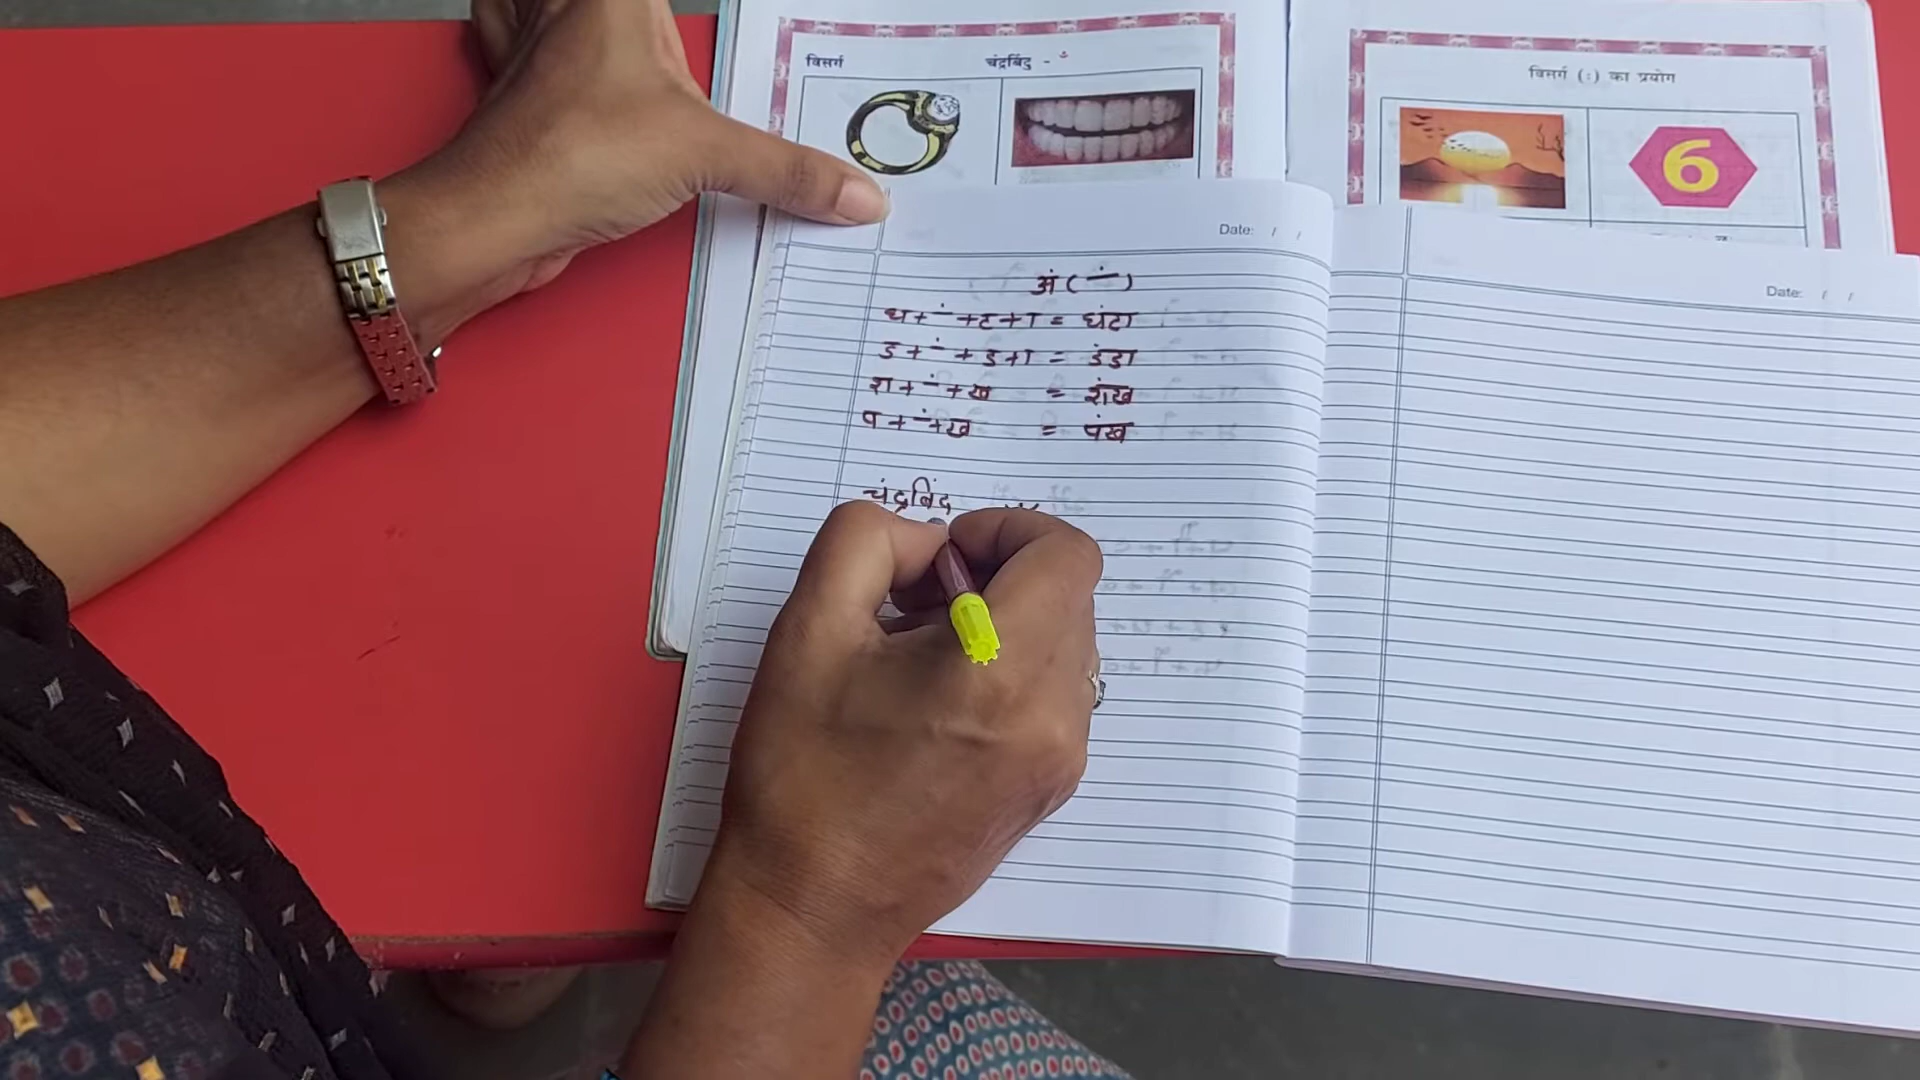 विसर्ग चंद्रबिंदु - ँ
विसर्ग (:) का प्रयोग
6
Date: / /
अं ( ∸ )
घ + ∸ + ट + ा = घंटा
ड + ∸ + ड + ा = डंडा
श + ∸ + ख = शंख
प + ∸ + ख = पंख
चंद्रबिंद
Date: / /